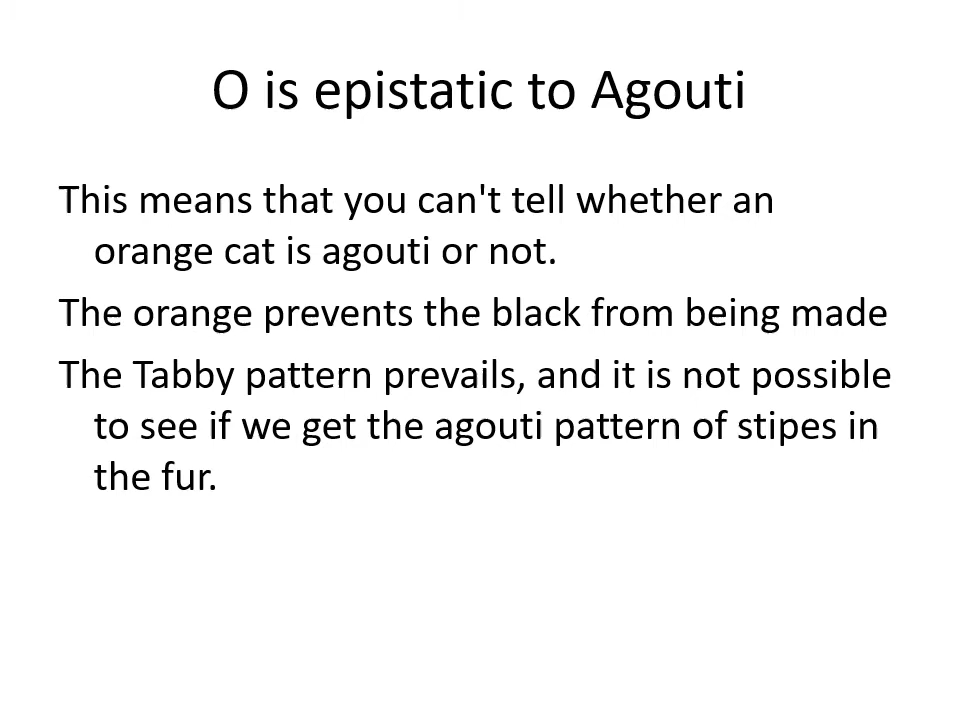 O is epistatic to Agouti
This means that you can't tell whether an
orange cat is agouti or not.
The orange prevents the black from being made
The Tabby pattern prevails, and it is not possible
to see if we get the agouti pattern of stipes in
the fur.